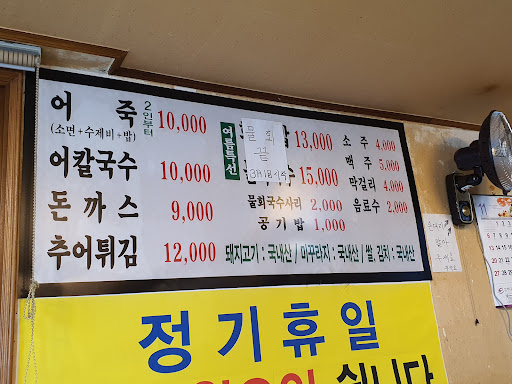 어 죽 2인부터 10,000
(소면+수제비+밥)
어칼국수 10,000
돈까스 9,000
추어튀김 12,000
여름특선
물회
끝
13,000
15,000
물회국수사리 2,000
공기밥 1,000
소주 4,000
맥주 5,000
막걸리 4,000
음료수 2,000
돼지고기 : 국내산 / 미꾸라지 : 국내산 / 쌀, 김치 : 국내산
정기휴일
쉽니다
11